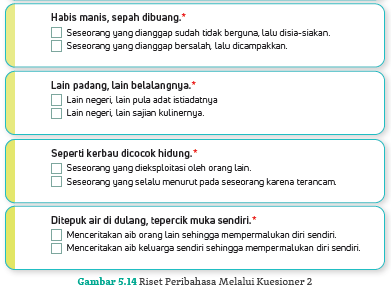 Habis manis, sepah dibuang.*
Seseorang yang dianggap sudah tidak berguna, lalu disia-siakan.
Seseorang yang dianggap bersalah, lalu dicampakkan.
Lain padang, lain belalangnya.*
Lain negeri, lain pula adat istiadatnya
Lain negeri, lain sajian kulinernya.
Seperti kerbau dicocok hidung.*
Seseorang yang dieksploitasi oleh orang lain.
Seseorang yang selalu menurut pada seseorang karena terancam.
Ditepuk air di dulang, tepercik muka sendiri.*
Menceritakan aib orang lain sehingga mempermalukan diri sendiri.
Menceritakan aib keluarga sendiri sehingga mempermalukan diri sendiri.
Gambar 5.14 Riset Peribahasa Melalui Kuesioner 2